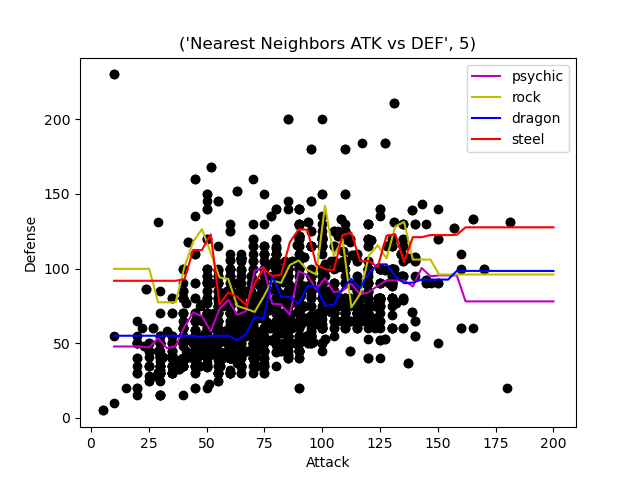 ('Nearest Neighbors ATK vs DEF', 5)
psychic
rock
dragon
steel
200
150
100
50
0
Defense
0 25 50 75 100 125 150 175 200
Attack